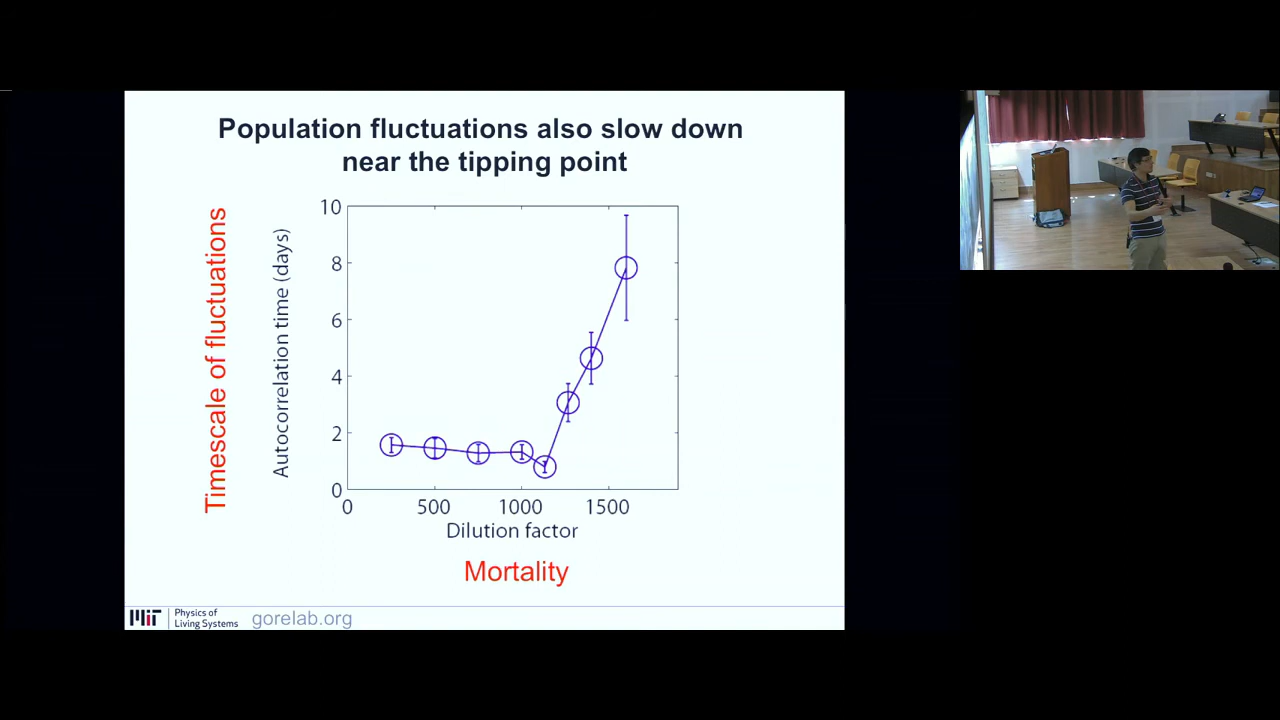 Population fluctuations also slow down
near the tipping point
Timescale of fluctuations
Autocorrelation time (days)
10
8
6
4
2
0
0 500 1000 1500
Dilution factor
Mortality
MIT Physics of
Living Systems
gorelab.org